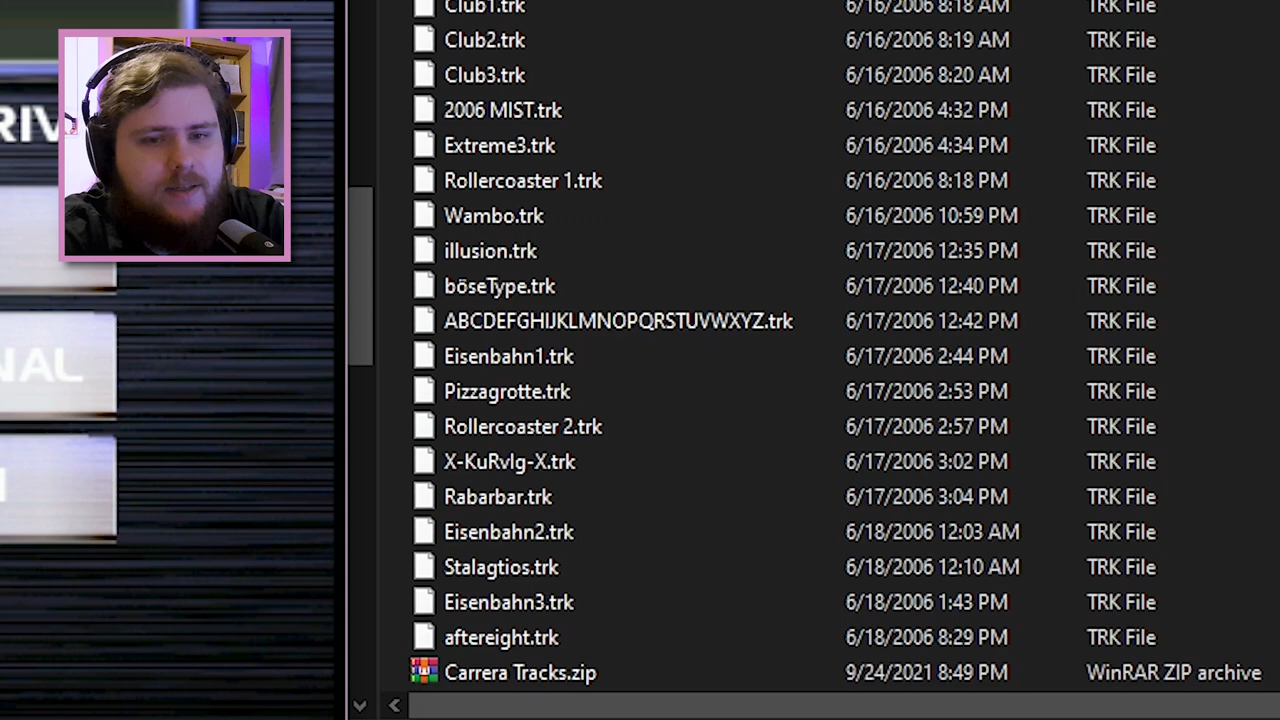 RIV
NAL
Club1.trk 6/16/2006 8:18 AM TRK File
Club2.trk 6/16/2006 8:19 AM TRK File
Club3.trk 6/16/2006 8:20 AM TRK File
2006 MIST.trk 6/16/2006 4:32 PM TRK File
Extreme3.trk 6/16/2006 4:34 PM TRK File
Rollercoaster 1.trk 6/16/2006 8:18 PM TRK File
Wambo.trk 6/16/2006 10:59 PM TRK File
illusion.trk 6/17/2006 12:35 PM TRK File
böseType.trk 6/17/2006 12:40 PM TRK File
ABCDEFGHIJKLMNOPQRSTUVWXYZ.trk 6/17/2006 12:42 PM TRK File
Eisenbahn1.trk 6/17/2006 2:44 PM TRK File
Pizzagrotte.trk 6/17/2006 2:53 PM TRK File
Rollercoaster 2.trk 6/17/2006 2:57 PM TRK File
X-KuRvIg-X.trk 6/17/2006 3:02 PM TRK File
Rabarbar.trk 6/17/2006 3:04 PM TRK File
Eisenbahn2.trk 6/18/2006 12:03 AM TRK File
Stalagtios.trk 6/18/2006 12:10 AM TRK File
Eisenbahn3.trk 6/18/2006 1:43 PM TRK File
aftereight.trk 6/18/2006 8:29 PM TRK File
Carrera Tracks.zip 9/24/2021 8:49 PM WinRAR ZIP archive